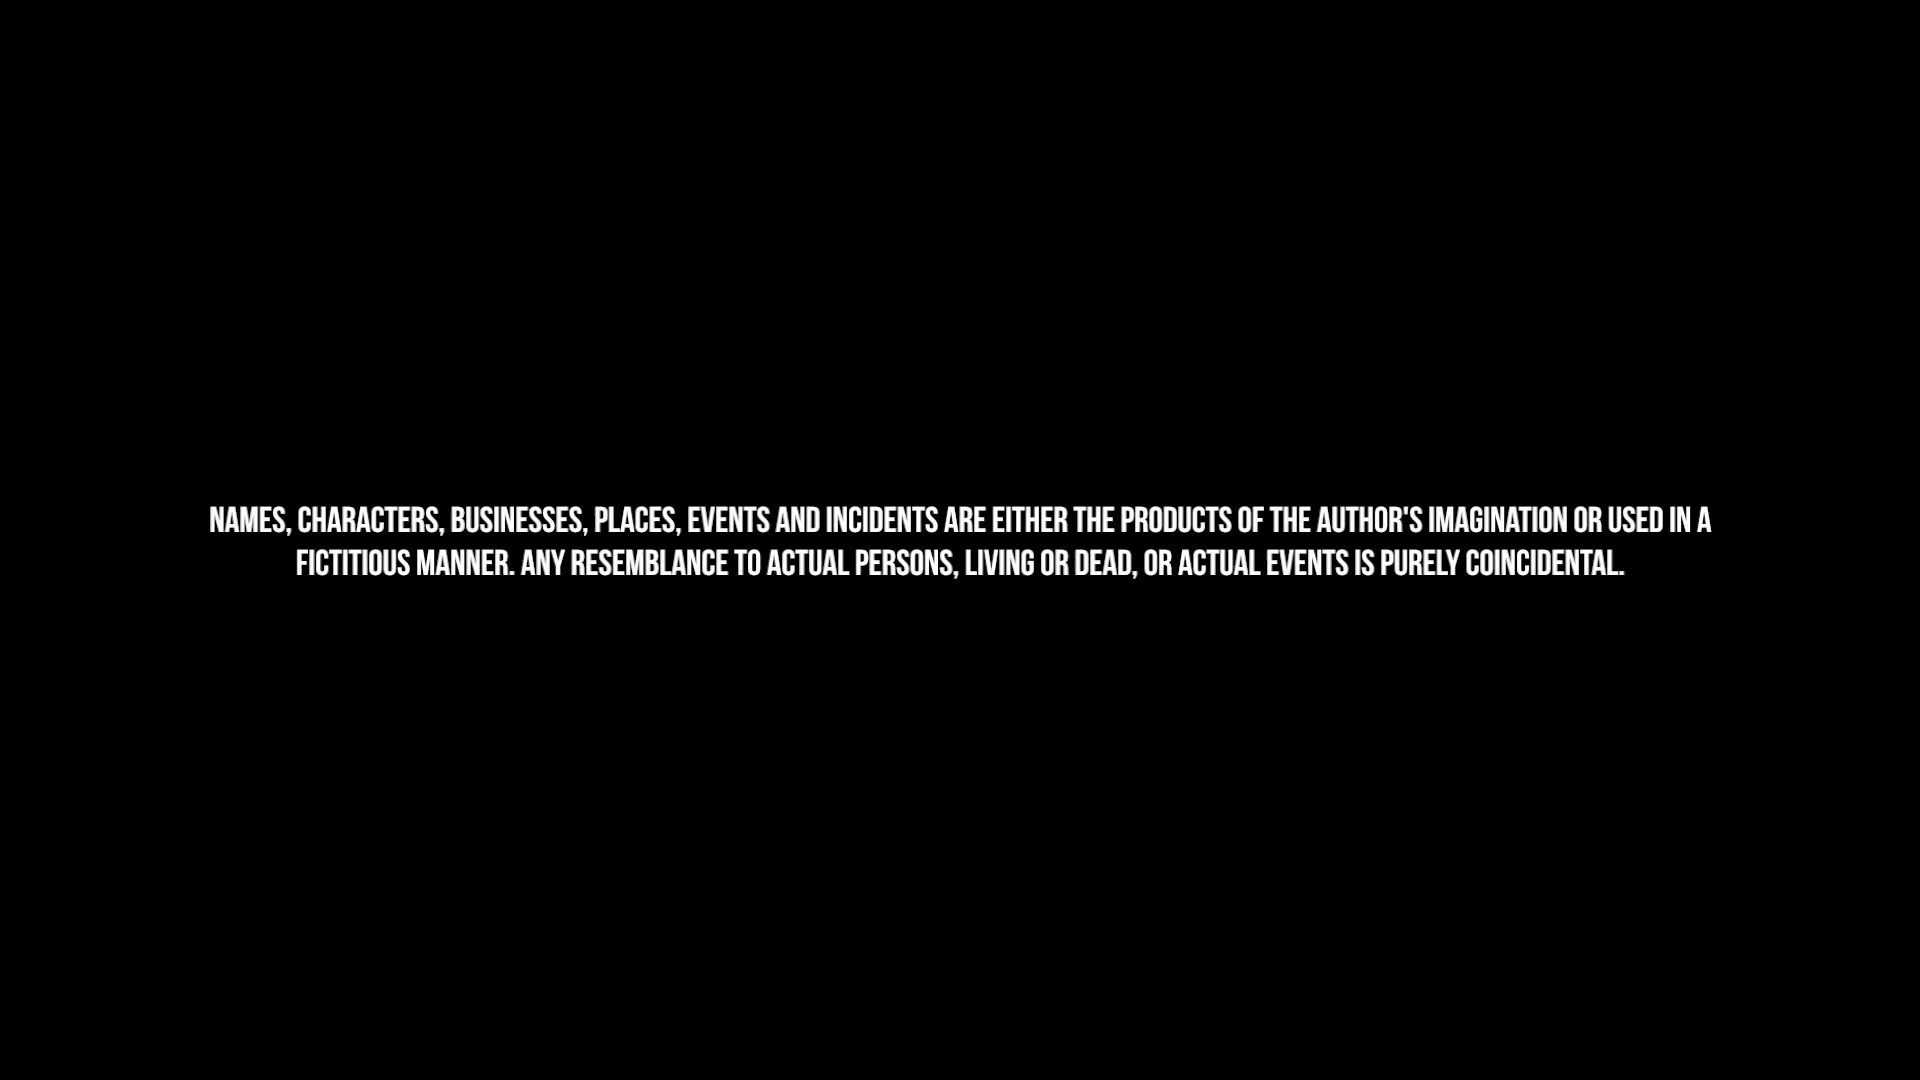 NAMES, CHARACTERS, BUSINESSES, PLACES, EVENTS AND INCIDENTS ARE EITHER THE PRODUCTS OF THE AUTHOR'S IMAGINATION OR USED IN A
FICTITIOUS MANNER. ANY RESEMBLANCE TO ACTUAL PERSONS, LIVING OR DEAD, OR ACTUAL EVENTS IS PURELY COINCIDENTAL.